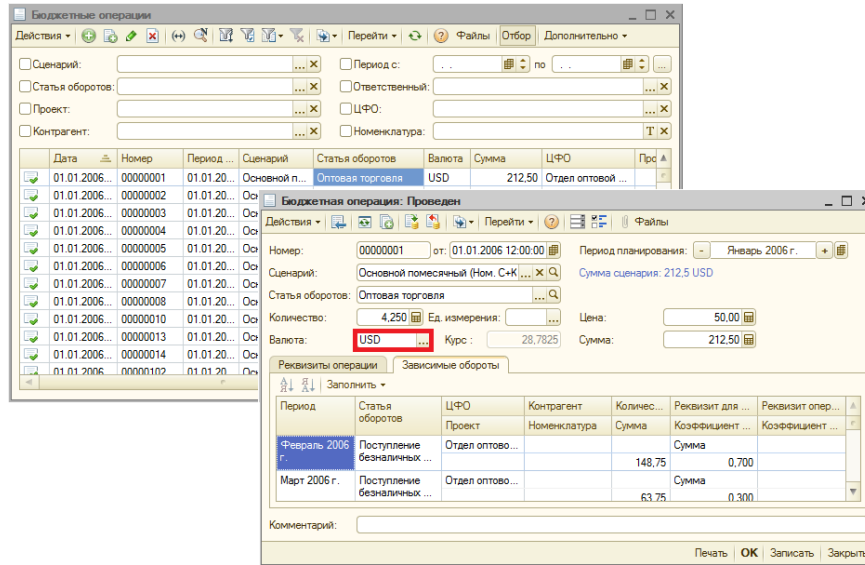 Бюджетные операции
Действия Перейти Файлы Отбор Дополнительно
Сценарий: ... Период с: . . по . . ...
Статья оборотов: ... Ответственный: ...
Проект: ... ЦФО: ...
Контрагент: ... Номенклатура: T
Дата Номер Период ... Сценарий Статья оборотов Валюта Сумма ЦФО Про
01.01.2006... 00000001 01.01.20... Основной п... Оптовая торговля USD 212,50 Отдел оптовой ...
01.01.2006... 00000002 01.01.20...
01.01.2006... 00000003 01.01.20...
01.01.2006... 00000004 01.01.20...
01.01.2006... 00000005 01.01.20...
01.01.2006... 00000006 01.01.20...
01.01.2006... 00000007 01.01.20...
01.01.2006... 00000008 01.01.20...
01.01.2006... 00000010 01.01.20...
01.01.2006... 00000013 01.01.20...
01.01.2006... 00000014 01.01.20...
01.01.2006... 00000102 01.01.20...
Бюджетная операция: Проведен
Действия Перейти Файлы
Номер: 00000001 от: 01.01.2006 12:00:00 Период планирования: - Январь 2006 г. +
Сценарий: Основной помесячный (Ном. С+К ... Сумма сценария: 212,5 USD
Статья оборотов: Оптовая торговля ...
Количество: 4,250 Ед. измерения: ... Цена: 50,00
Валюта: USD ... Курс : 28,7825 Сумма: 212,50
Реквизиты операции Зависимые обороты
Заполнить
Период Статья оборотов ЦФО Контрагент Количес... Реквизит для ... Реквизит опер...
Проект Номенклатура Сумма Коэффициент ... Коэффициент ...
Февраль 2006 г. Поступление безналичных ... Отдел оптово... Сумма
148,75 0,700
Март 2006 г. Поступление безналичных ... Отдел оптово... Сумма
63,75 0,300
Комментарий:
Печать OK Записать Закрыть